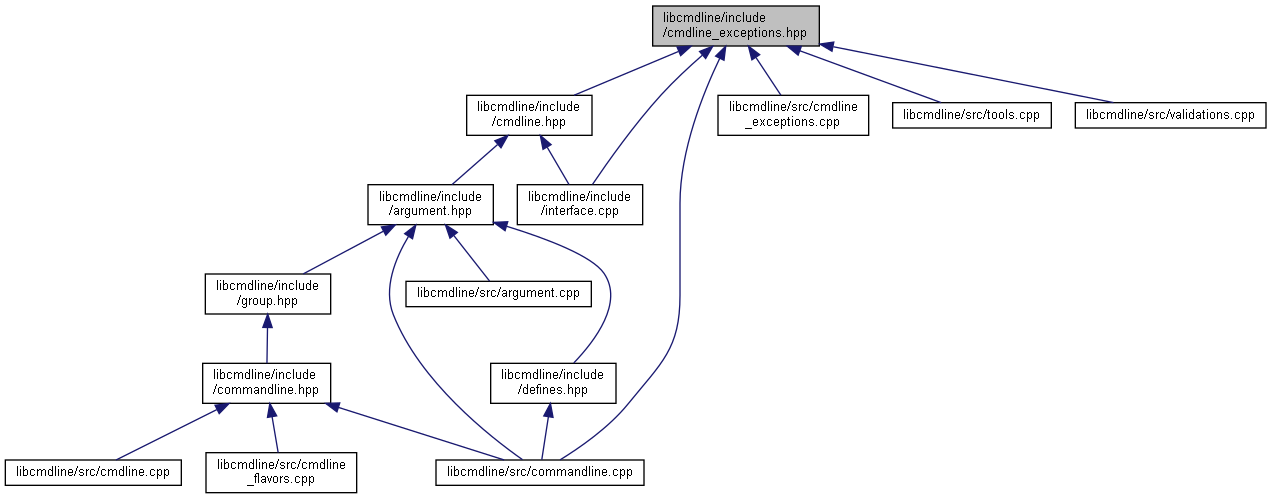 libcmdline/include
/cmdline_exceptions.hpp
libcmdline/include
/cmdline.hpp
libcmdline/src/cmdline
_exceptions.cpp
libcmdline/src/tools.cpp
libcmdline/src/validations.cpp
libcmdline/include
/argument.hpp
libcmdline/include
/interface.cpp
libcmdline/include
/group.hpp
libcmdline/src/argument.cpp
libcmdline/include
/commandline.hpp
libcmdline/include
/defines.hpp
libcmdline/src/cmdline.cpp
libcmdline/src/cmdline
_flavors.cpp
libcmdline/src/commandline.cpp